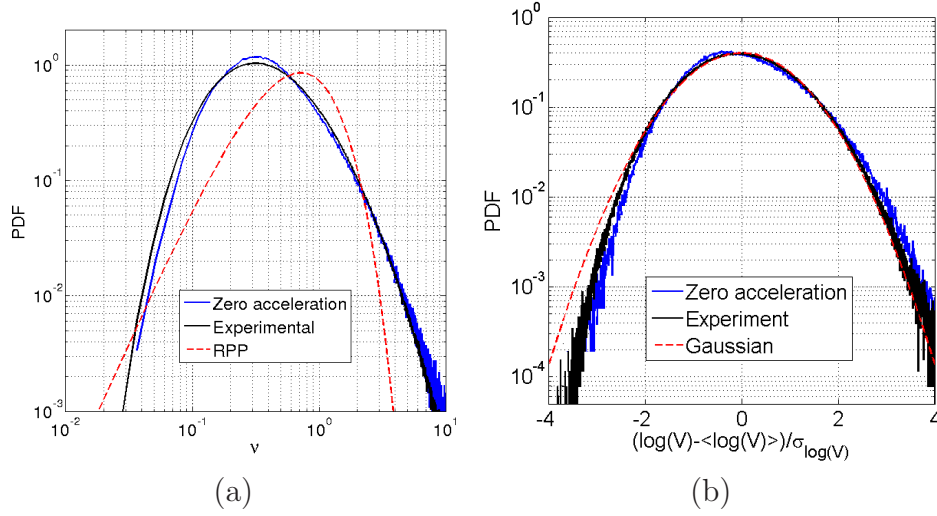 PDF
10^0
10^-1
10^-2
10^-3
10^-2
10^-1
10^0
10^1
ν
Zero acceleration
Experimental
RPP
(a)
PDF
10^0
10^-1
10^-2
10^-3
10^-4
-4
-2
0
2
4
(log(V)-<log(V)>)/σ_log(V)
Zero acceleration
Experiment
Gaussian
(b)